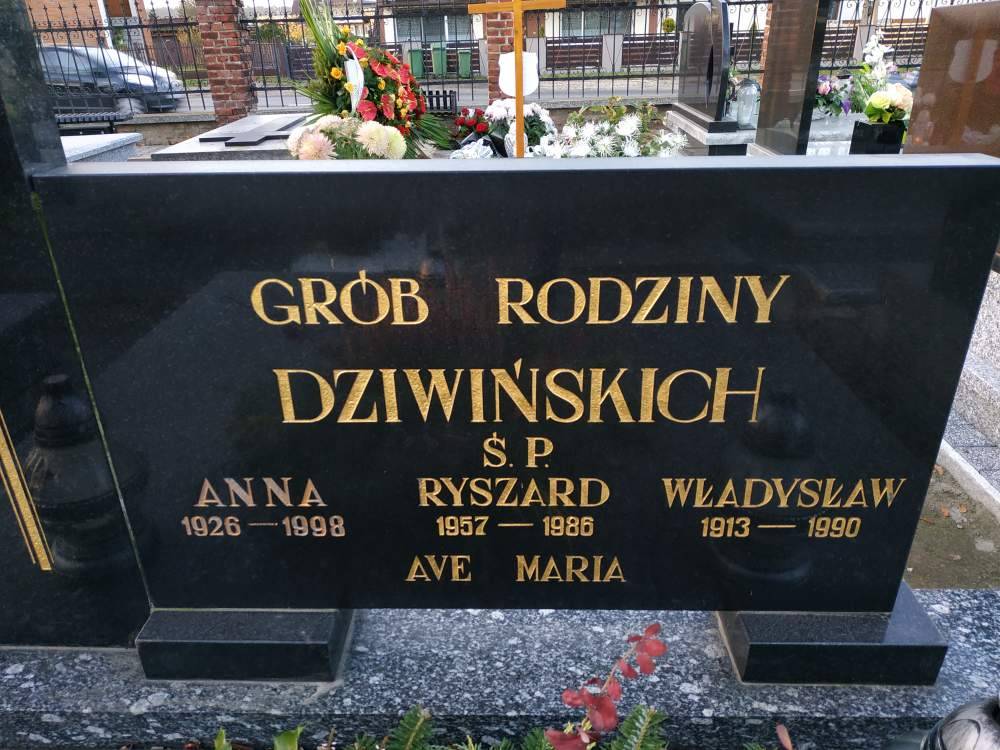 GRÓB RODZINY
DZIWIŃSKICH
Ś. P.
ANNA RYSZARD WŁADYSŁAW
1926 — 1998 1957 — 1986 1913 — 1990
AVE MARIA